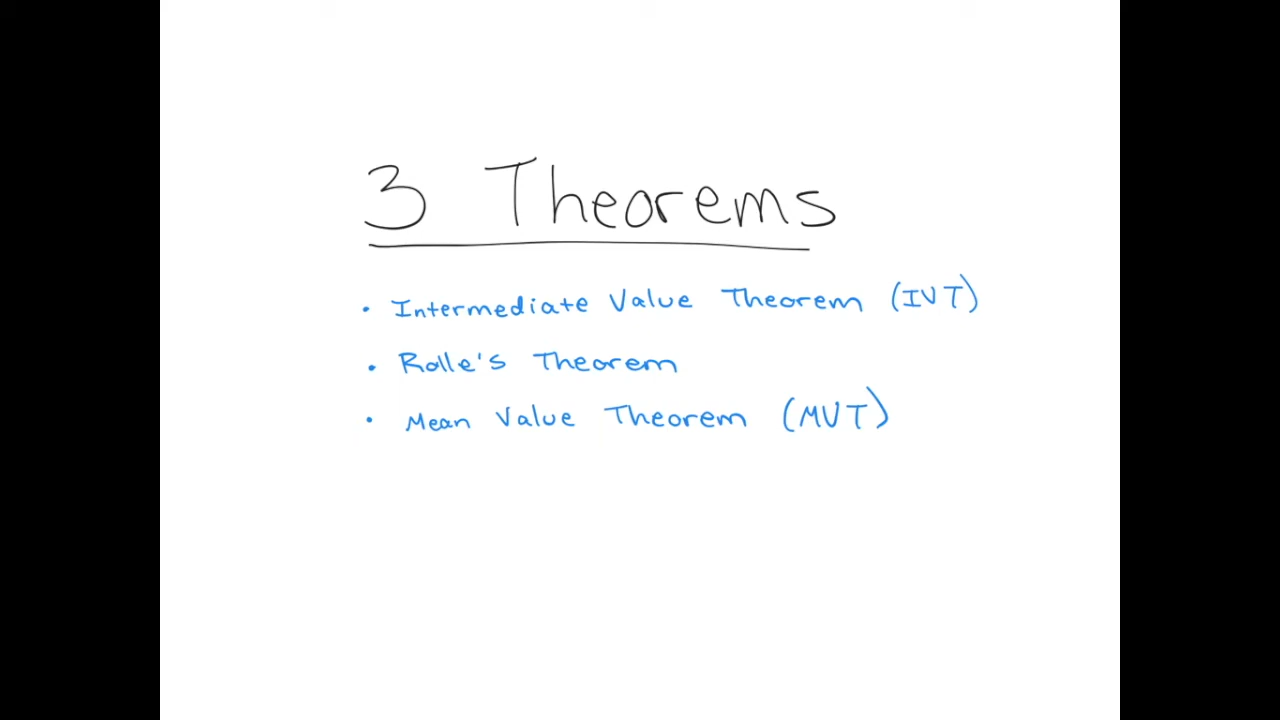 3 Theorems
• Intermediate Value Theorem (IVT)
• Rolle's Theorem
• Mean Value Theorem (MVT)